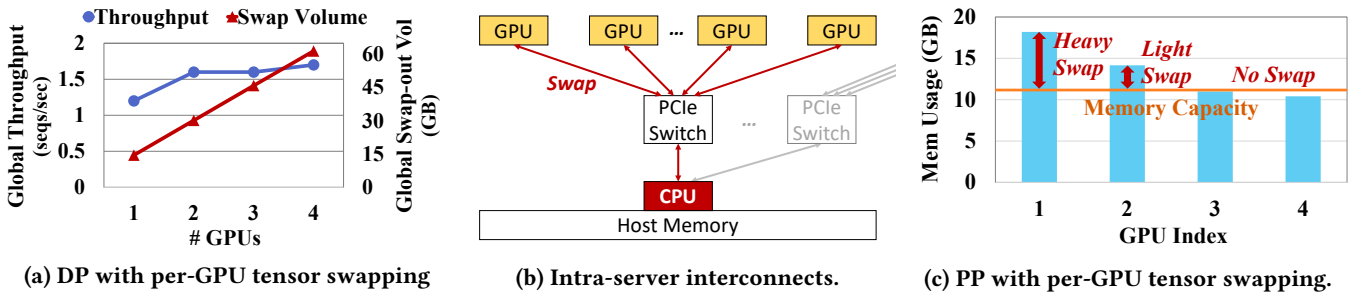 Throughput Swap Volume
Global Throughput
(seqs/sec)
2
1.5
1
0.5
0
60
45
30
15
0
Global Swap-out Vol
(GB)
1 2 3 4
# GPUs
(a) DP with per-GPU tensor swapping
GPU GPU ... GPU GPU
Swap
PCIe
Switch
...
PCIe
Switch
CPU
Host Memory
(b) Intra-server interconnects.
Mem Usage (GB)
20
15
10
5
0
Heavy
Swap
Light
Swap
No Swap
Memory Capacity
1 2 3 4
GPU Index
(c) PP with per-GPU tensor swapping.